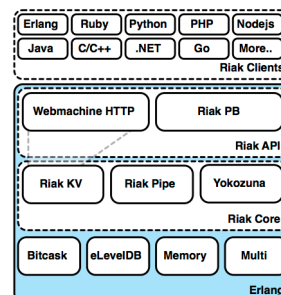 Erlang Ruby Python PHP Nodejs
Java C/C++ .NET Go More..
Riak Clients
Webmachine HTTP Riak PB
Riak API
Riak KV Riak Pipe Yokozuna
Riak Core
Bitcask eLevelDB Memory Multi
Erlang